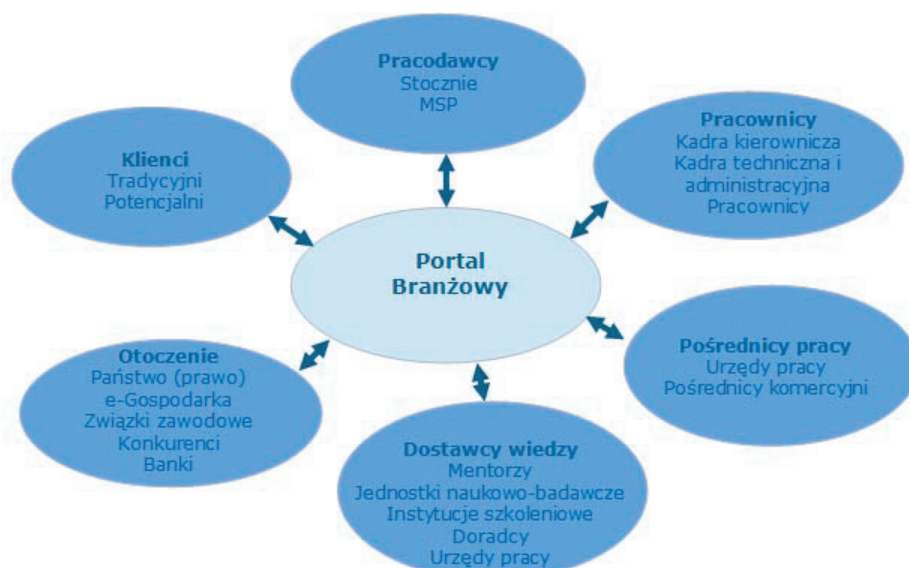 Pracodawcy
Stocznie
MSP
Klienci
Tradycyjni
Potencjalni
Pracownicy
Kadra kierownicza
Kadra techniczna i
administracyjna
Pracownicy
Portal
Branżowy
Otoczenie
Państwo (prawo)
e-Gospodarka
Związki zawodowe
Konkurenci
Banki
Pośrednicy pracy
Urzędy pracy
Pośrednicy komercyjni
Dostawcy wiedzy
Mentorzy
Jednostki naukowo-badawcze
Instytucje szkoleniowe
Doradcy
Urzędy pracy